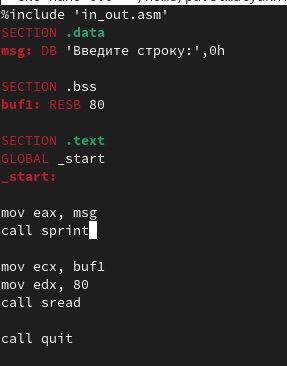 %include 'in_out.asm'
SECTION .data
msg: DB 'Введите строку:',0h
SECTION .bss
buf1: RESB 80
SECTION .text
GLOBAL _start
_start:
mov eax, msg
call sprint
mov ecx, buf1
mov edx, 80
call sread
call quit